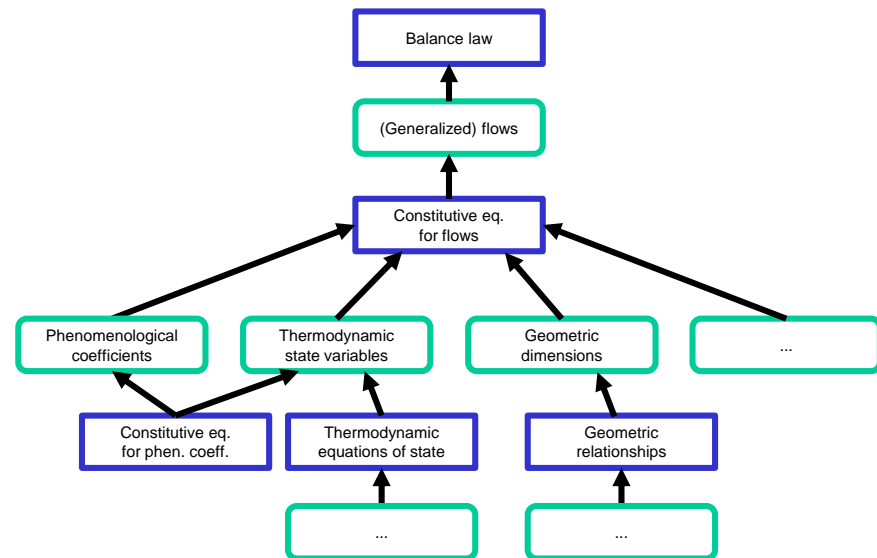 Balance law
(Generalized) flows
Constitutive eq.
for flows
Phenomenological
coefficients
Thermodynamic
state variables
Geometric
dimensions
...
Constitutive eq.
for phen. coeff.
Thermodynamic
equations of state
Geometric
relationships
...
...